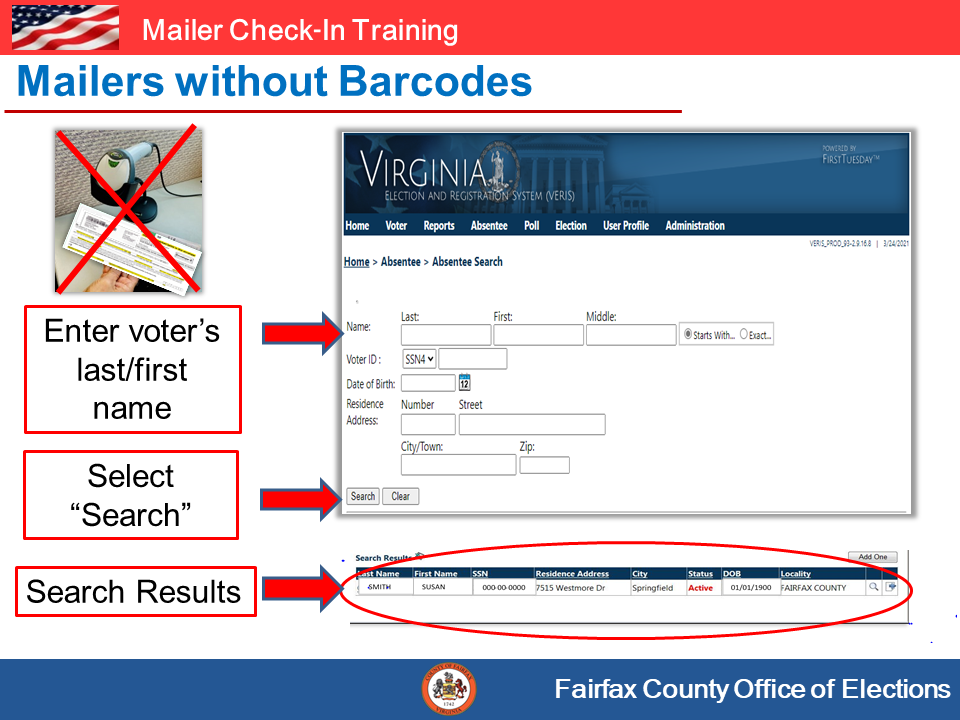 Mailer Check-In Training
Mailers without Barcodes
Enter voter’s
last/first
name
Select
“Search”
Search Results
VIRGINIA
ELECTION AND REGISTRATION SYSTEM (VERIS)
POWERED BY
FIRSTTUESDAY™
Home Voter Reports Absentee Poll Election User Profile Administration
VERIS_PROD_93-2.9.16.8 | 3/24/2021
Home > Absentee > Absentee Search
Last: First: Middle:
Name: Starts With... Exact...
Voter ID : SSN4
Date of Birth: 12
Residence Number Street
Address:
City/Town: Zip:
Search Clear
Search Results Add One
Last Name First Name SSN Residence Address City Status DOB Locality
SMITH SUSAN 000-00-0000 7515 Westmore Dr Springfield Active 01/01/1900 FAIRFAX COUNTY
COUNTY OF FAIRFAX
1742
VIRGINIA
Fairfax County Office of Elections